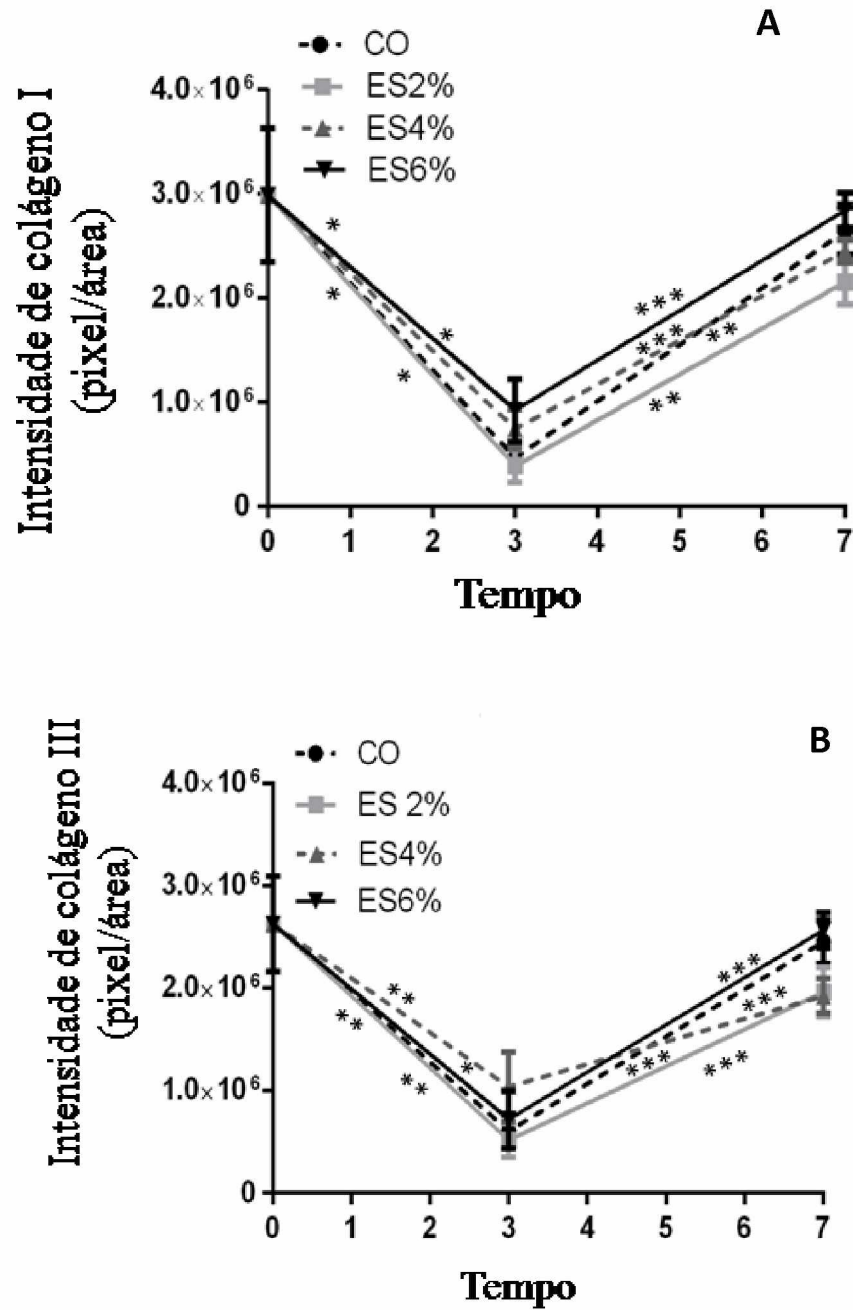 A
CO
ES2%
ES4%
ES6%
Intensidade de colágeno I
(pixel/área)
4.0×10⁶
3.0×10⁶
2.0×10⁶
1.0×10⁶
0
* * * * *** *** ** **
0 1 2 3 4 5 6 7
Tempo
B
CO
ES 2%
ES4%
ES6%
Intensidade de colágeno III
(pixel/área)
4.0×10⁶
3.0×10⁶
2.0×10⁶
1.0×10⁶
0
** ** ** * *** *** *** ***
0 1 2 3 4 5 6 7
Tempo